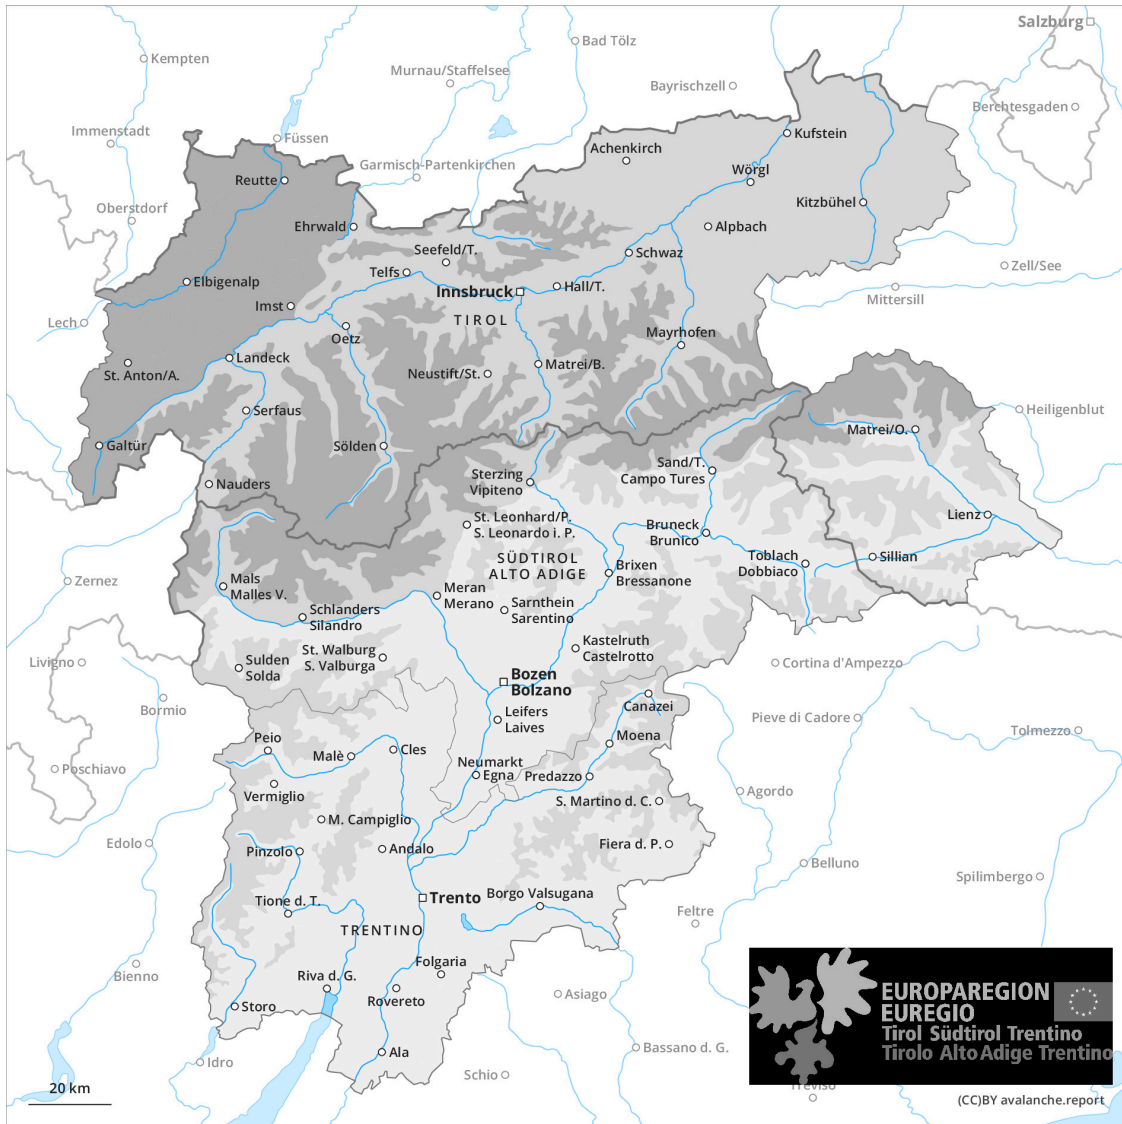 Salzburg
Bad Tölz
Kempten
Murnau/Staffelsee
Bayrischzell
Berchtesgaden
Immenstadt
Füssen
Kufstein
Achenkirch
Garmisch-Partenkirchen
Wörgl
Reutte
Kitzbühel
Oberstdorf
Ehrwald
Alpbach
Seefeld/T.
Schwaz
Zell/See
Telfs
Elbigenalp
Hall/T.
Innsbruck
Mittersill
Imst
TIROL
Lech
Mayrhofen
Oetz
Landeck
Matrei/B.
St. Anton/A.
Neustift/St.
Serfaus
Heiligenblut
Matrei/O.
Galtür
Sölden
Sand/T.
Campo Tures
Sterzing
Vipiteno
Nauders
St. Leonhard/P.
S. Leonardo i. P.
Lienz
Bruneck
Brunico
SÜDTIROL
ALTO ADIGE
Toblach
Dobbiaco
Sillian
Brixen
Bressanone
Zernez
Mals
Malles V.
Meran
Merano
Sarnthein
Sarentino
Schlanders
Silandro
Kastelruth
Castelrotto
St. Walburg
S. Valburga
Livigno
Sulden
Solda
Cortina d'Ampezzo
Bozen
Bolzano
Canazei
Bormio
Leifers
Laives
Pieve di Cadore
Tolmezzo
Peio
Moena
Cles
Malè
Poschiavo
Neumarkt
Egna
Predazzo
Vermiglio
Agordo
S. Martino d. C.
M. Campiglio
Edolo
Pinzolo
Andalo
Fiera d. P.
Belluno
Spilimbergo
Borgo Valsugana
Trento
Tione d. T.
Feltre
TRENTINO
Folgaria
Bienno
Riva d. G.
Rovereto
Asiago
Storo
EUROPAREGION
EUREGIO
Tirol Südtirol Trentino
Tirolo Alto Adige Trentino
Ala
Bassano d. G.
Idro
Schio
Treviso
20 km
(CC)BY avalanche.report